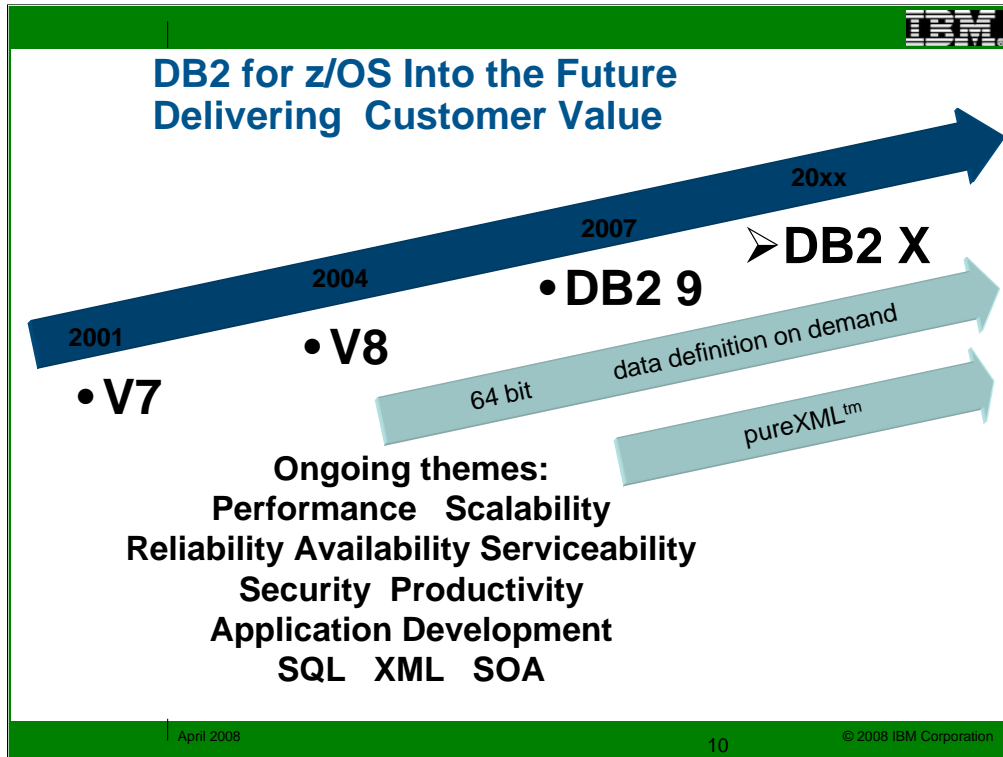 IBM®
DB2 for z/OS Into the Future
Delivering Customer Value
20xx
2007
2004
2001
➢DB2 X
•DB2 9
•V8
•V7
64 bit data definition on demand
pureXMLtm
Ongoing themes:
Performance Scalability
Reliability Availability Serviceability
Security Productivity
Application Development
SQL XML SOA
April 2008
10
© 2008 IBM Corporation